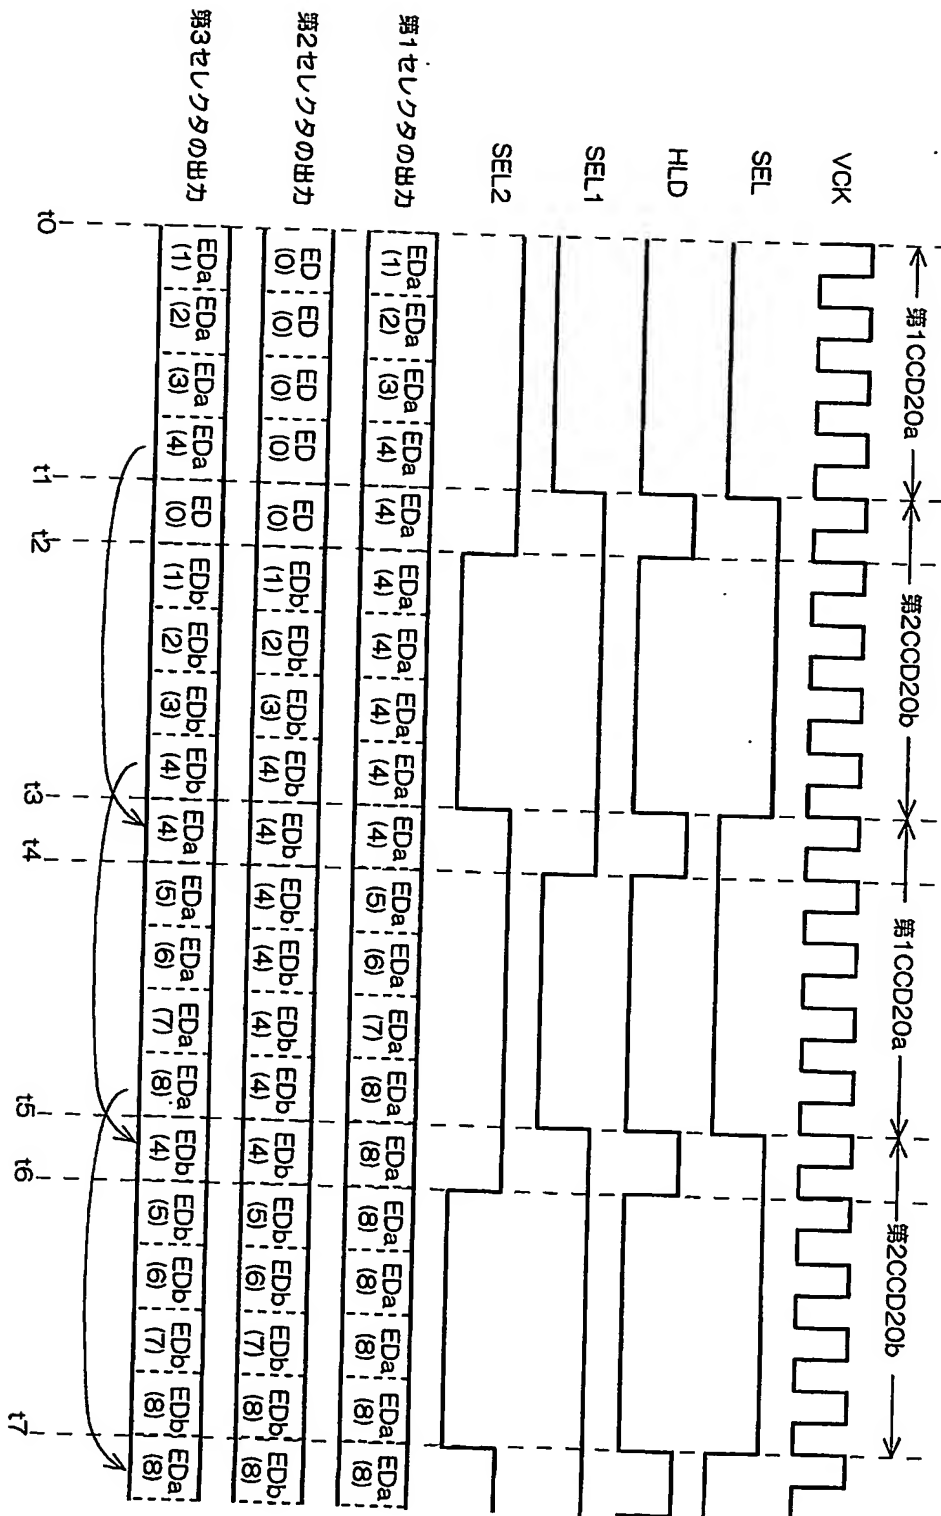 第1CCD20a 第2CCD20b 第1CCD20a 第2CCD20b
VCK
SEL
HLD
SEL1
SEL2
第1セレクタの出力 EDa EDa EDa EDa EDa EDa EDa EDa EDa EDa EDa EDa EDa EDa EDa EDa EDa EDa EDa EDa
(1) (2) (3) (4) (4) (4) (4) (4) (4) (4) (5) (6) (7) (8) (8) (8) (8) (8) (8) (8)
第2セレクタの出力 ED ED ED ED ED EDb EDb EDb EDb EDb EDb EDb EDb EDb EDb EDb EDb EDb EDb EDb
(0) (0) (0) (0) (0) (1) (2) (3) (4) (4) (4) (4) (4) (4) (4) (5) (6) (7) (8) (8)
第3セレクタの出力 EDa EDa EDa EDa ED EDb EDb EDb EDb EDa EDa EDa EDa EDa EDb EDb EDb EDb EDb EDa
(1) (2) (3) (4) (0) (1) (2) (3) (4) (4) (5) (6) (7) (8) (4) (5) (6) (7) (8) (8)
t0 t1 t2 t3 t4 t5 t6 t7